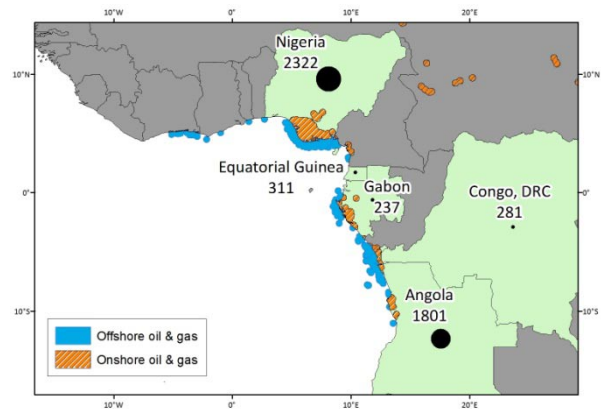 Nigeria
2322
10°N
10°N
Equatorial Guinea
311
Gabon
237
Congo, DRC
281
0°
0°
Angola
1801
10°S
10°S
Offshore oil & gas
Onshore oil & gas
10°W
0°
10°E
20°E
10°W
0°
10°E
20°E